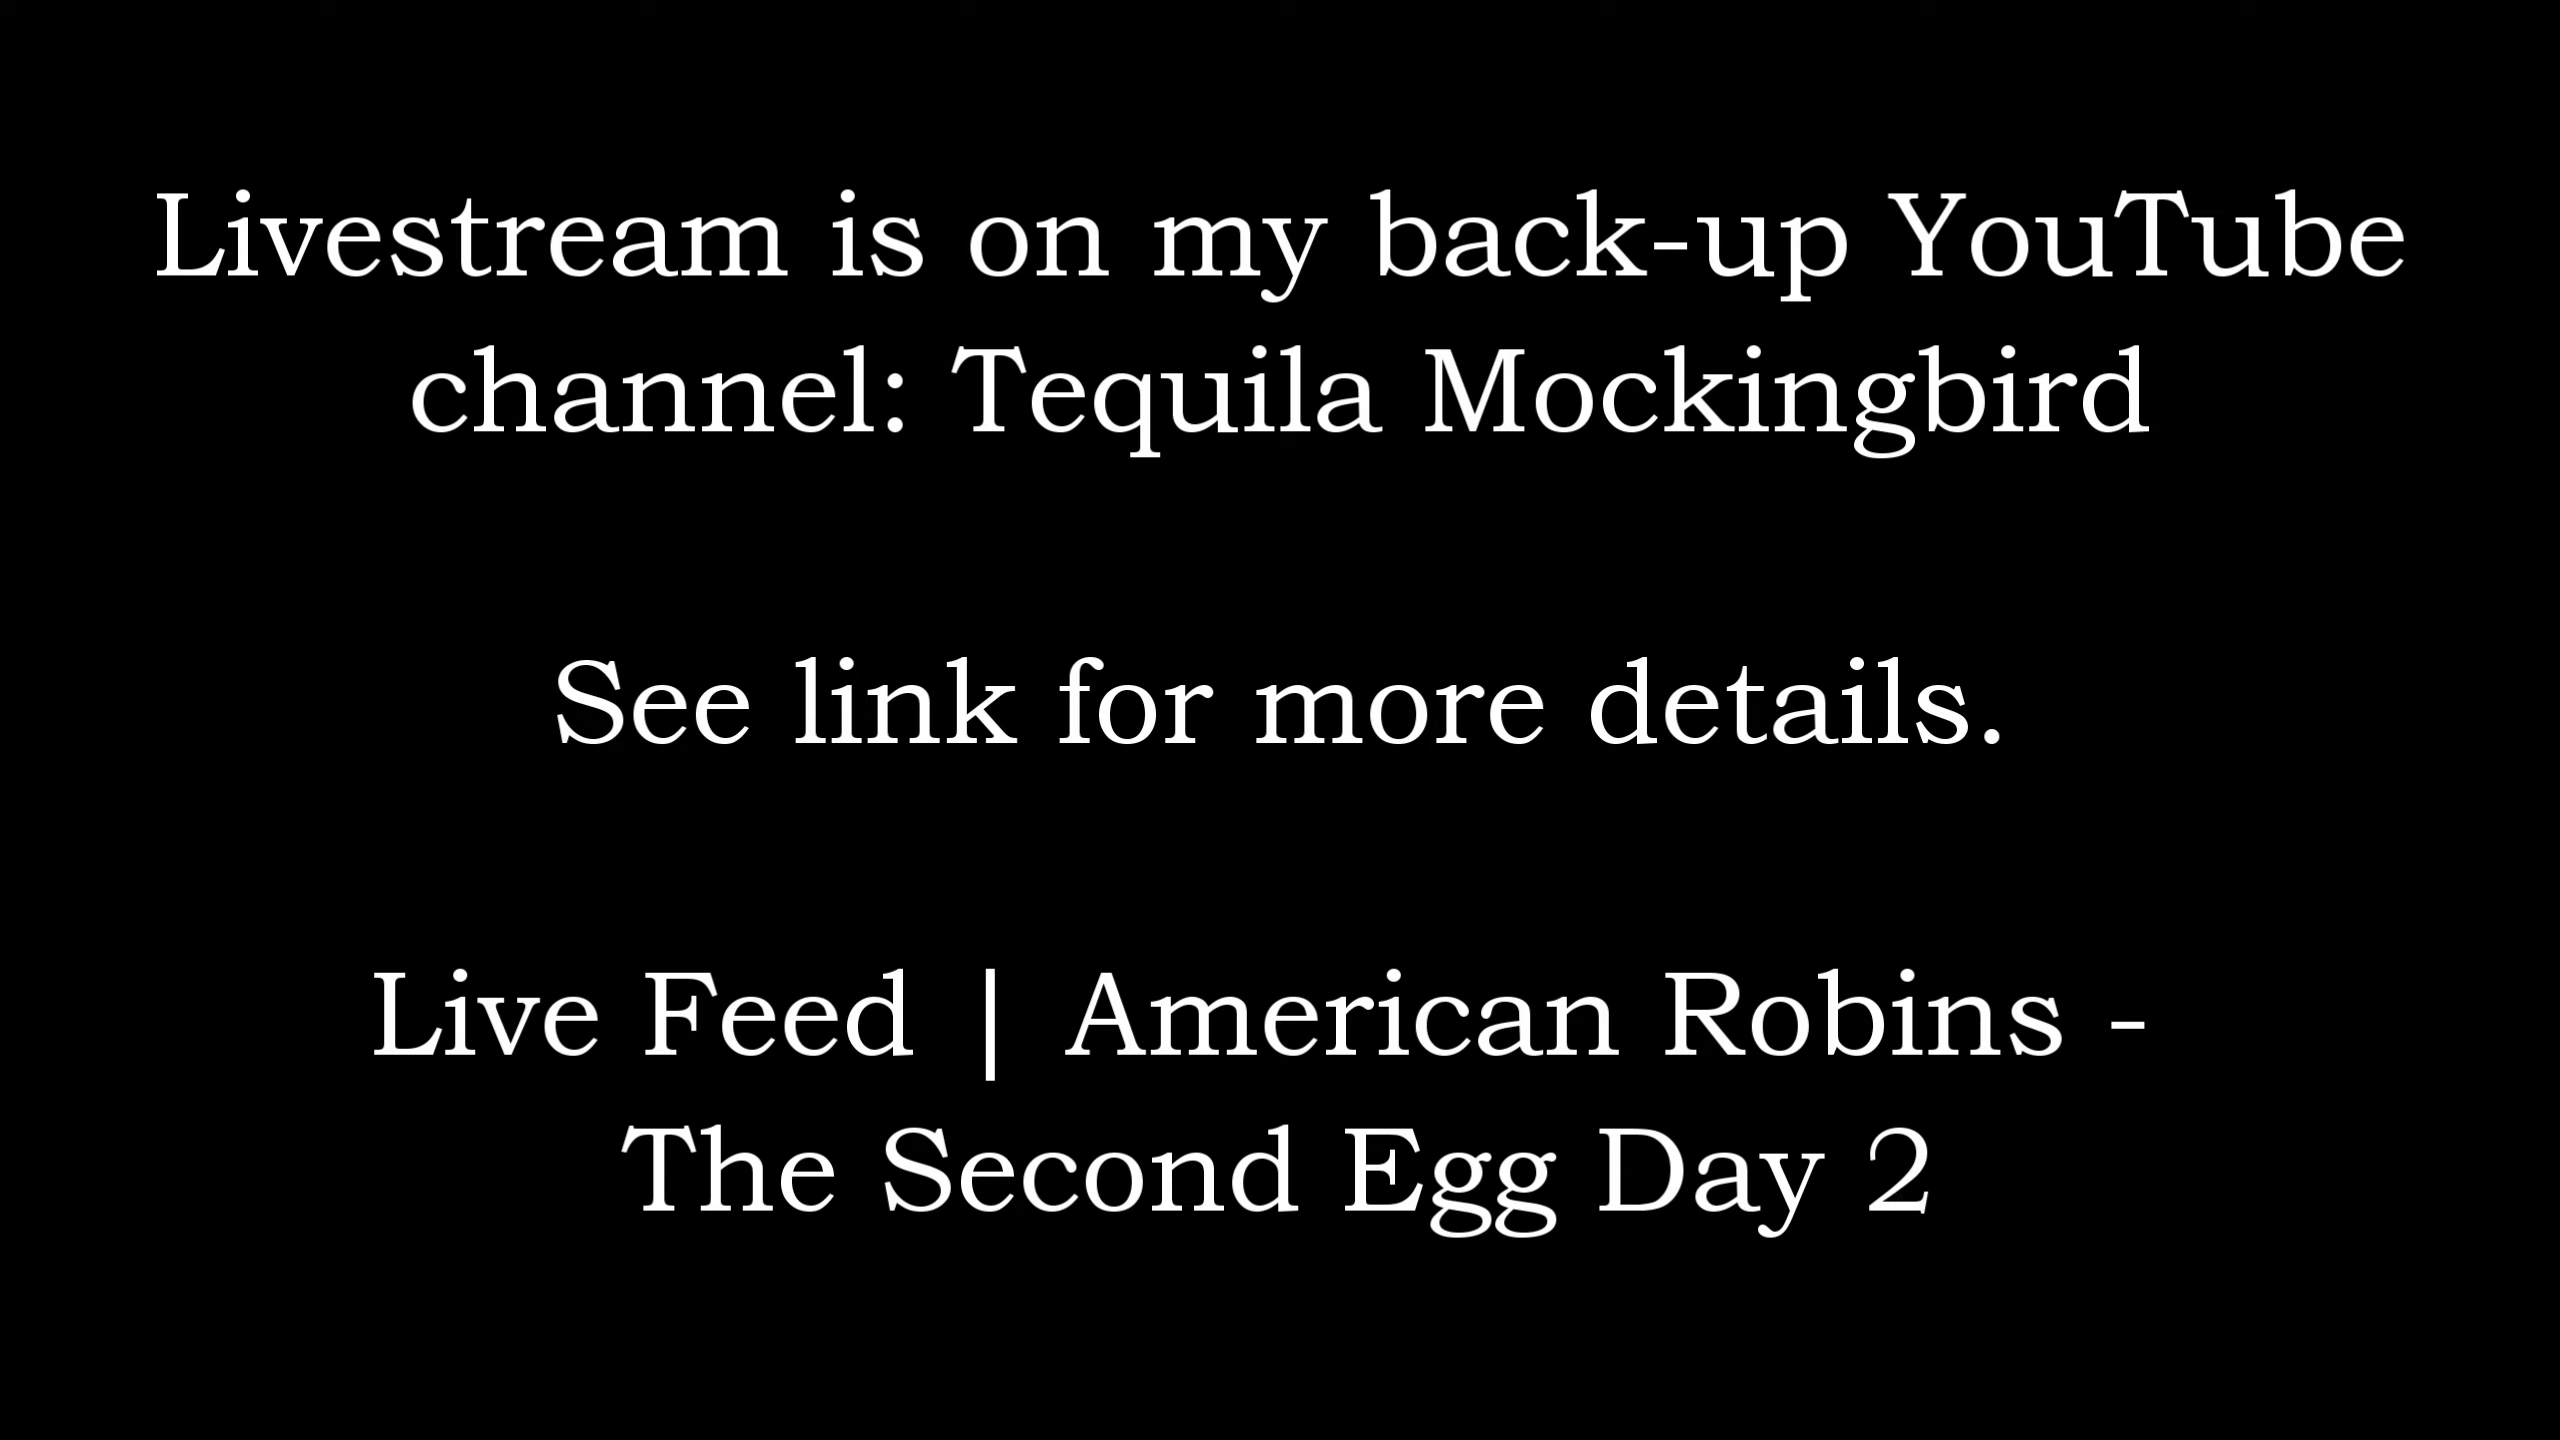 Livestream is on my back-up YouTube
channel: Tequila Mockingbird
See link for more details.
Live Feed | American Robins -
The Second Egg Day 2